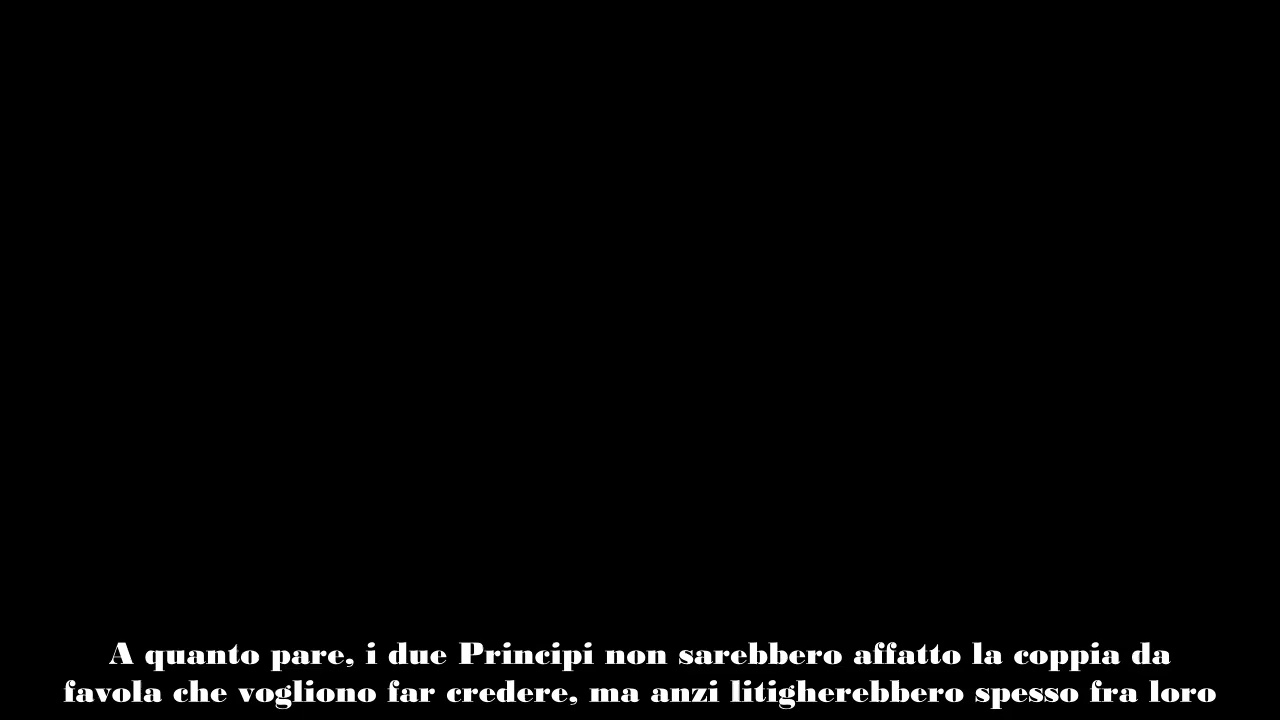 A quanto pare, i due Principi non sarebbero affatto la coppia da
favola che vogliono far credere, ma anzi litigherebbero spesso fra loro